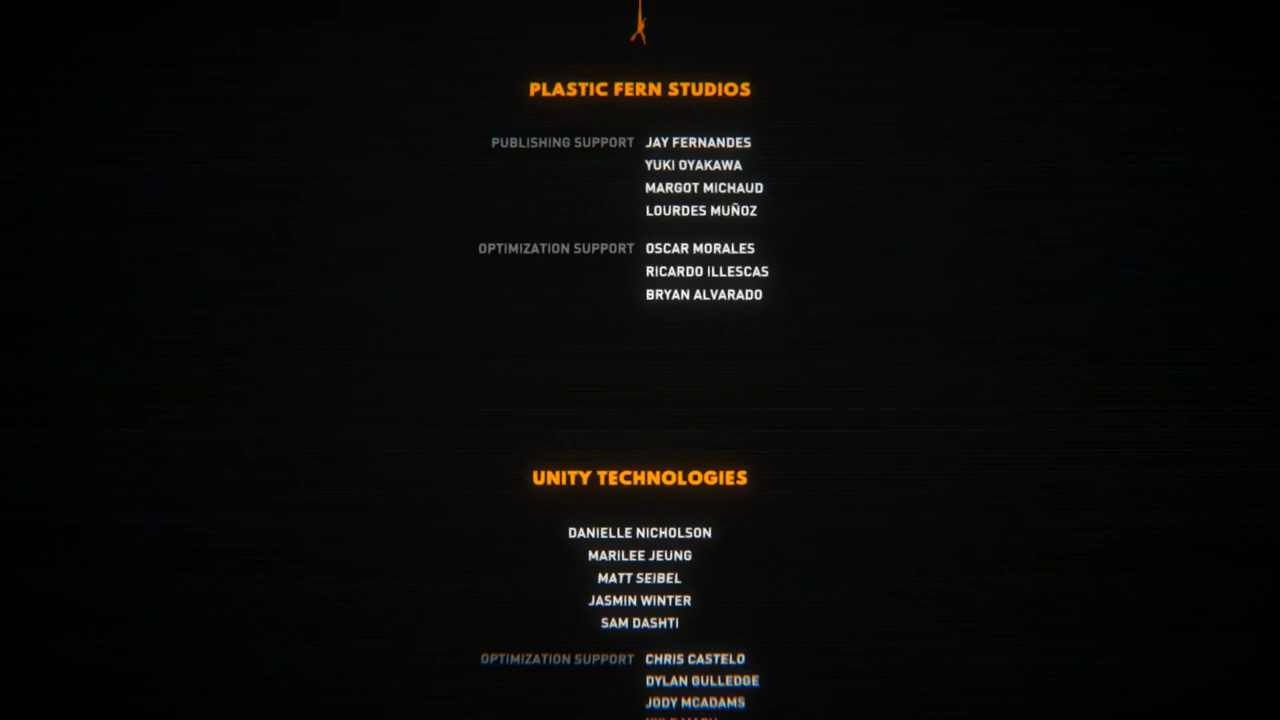 PLASTIC FERN STUDIOS
PUBLISHING SUPPORT JAY FERNANDES
YUKI OYAKAWA
MARGOT MICHAUD
LOURDES MUÑOZ
OPTIMIZATION SUPPORT OSCAR MORALES
RICARDO ILLESCAS
BRYAN ALVARADO
UNITY TECHNOLOGIES
DANIELLE NICHOLSON
MARILEE JEUNG
MATT SEIBEL
JASMIN WINTER
SAM DASHTI
OPTIMIZATION SUPPORT CHRIS CASTELO
DYLAN GULLEDGE
JODY MCADAMS